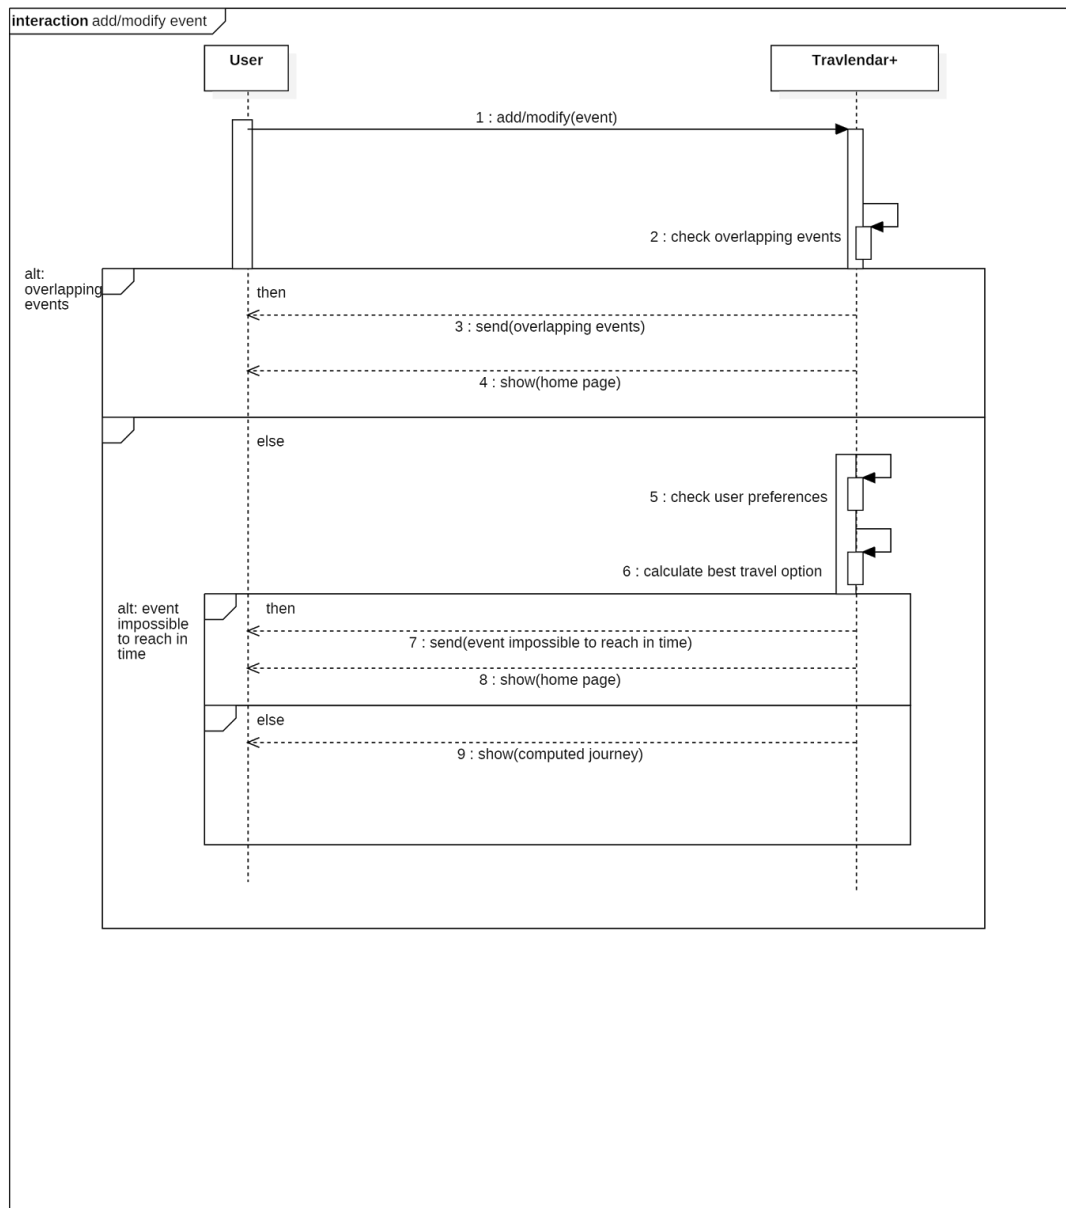 interaction add/modify event
User
Travlendar+
1 : add/modify(event)
2 : check overlapping events
alt:
overlapping
events
then
3 : send(overlapping events)
4 : show(home page)
else
5 : check user preferences
6 : calculate best travel option
alt: event
impossible
to reach in
time
then
7 : send(event impossible to reach in time)
8 : show(home page)
else
9 : show(computed journey)